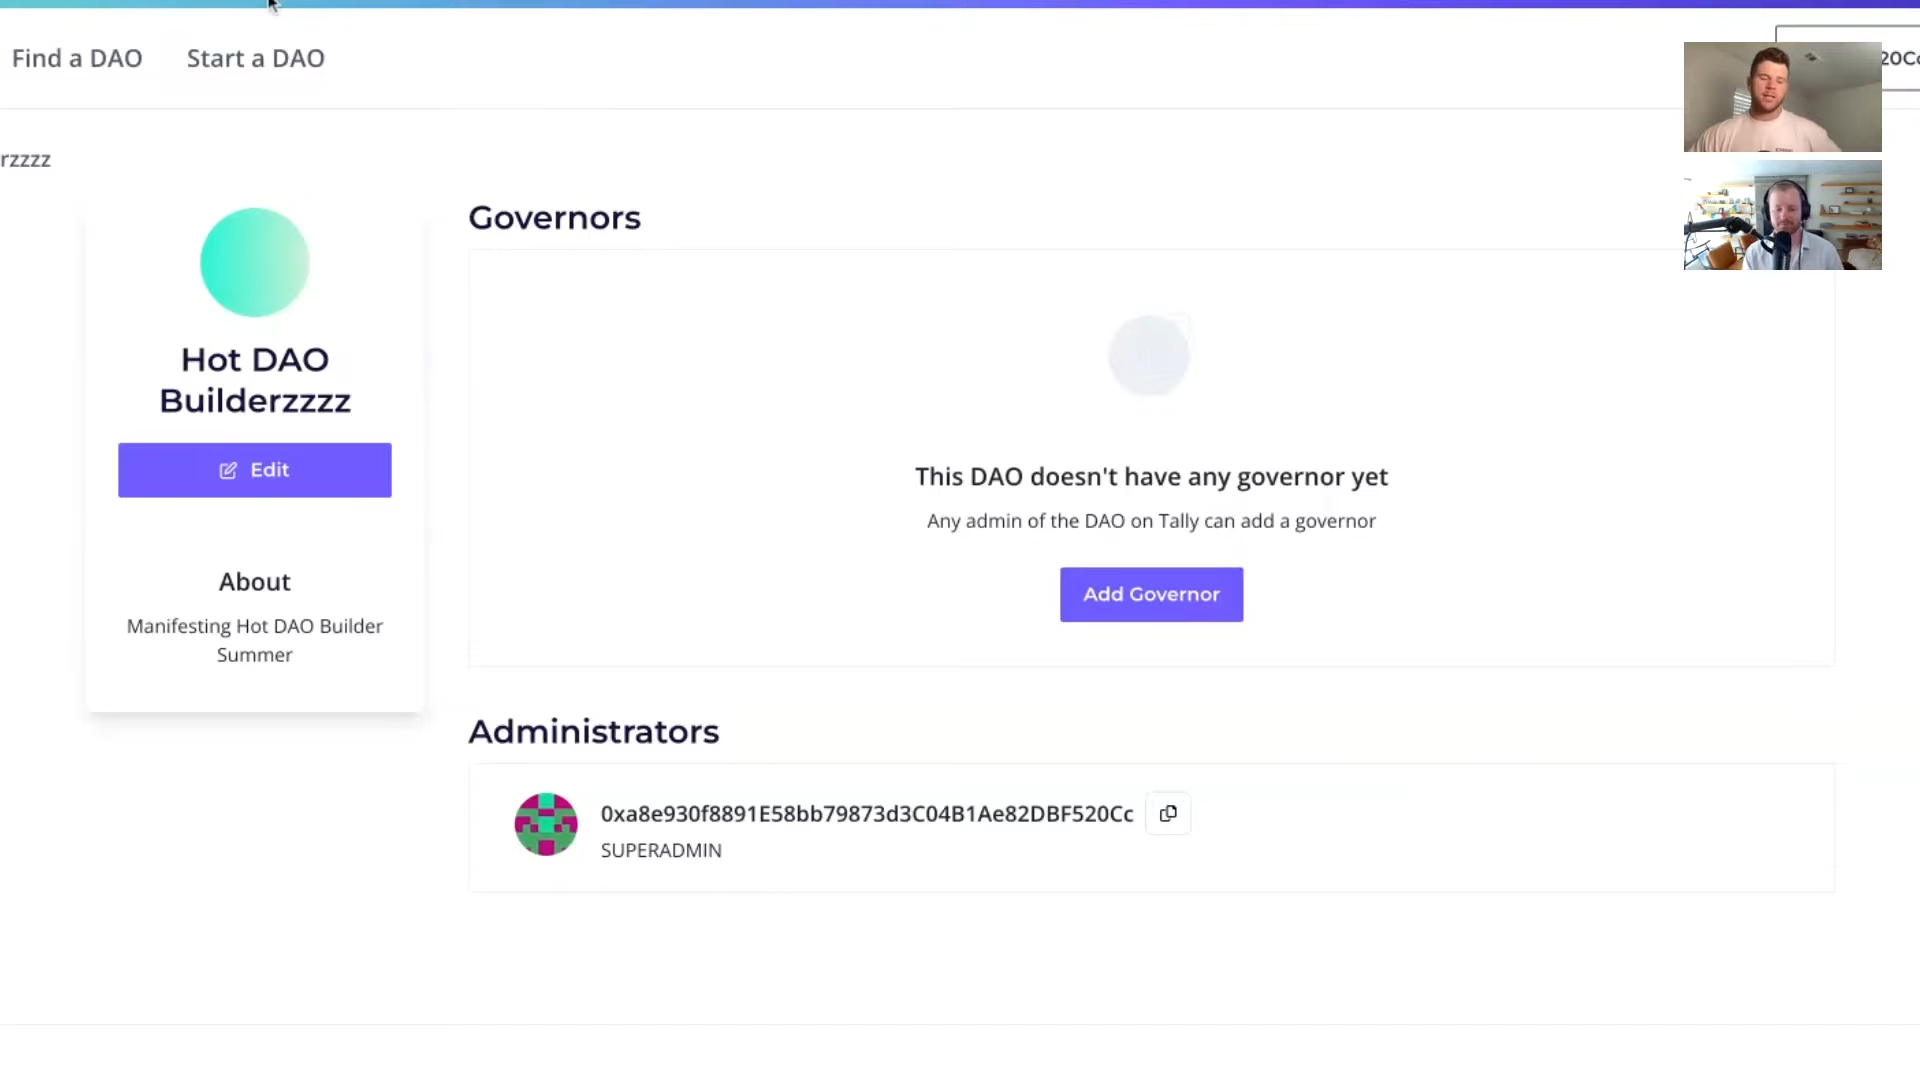 Find a DAO
Start a DAO
20Cc
rzzzz
Governors
Hot DAO
Builderzzzz
Edit
About
Manifesting Hot DAO Builder
Summer
This DAO doesn't have any governor yet
Any admin of the DAO on Tally can add a governor
Add Governor
Administrators
0xa8e930f8891E58bb79873d3C04B1Ae82DBF520Cc
SUPERADMIN